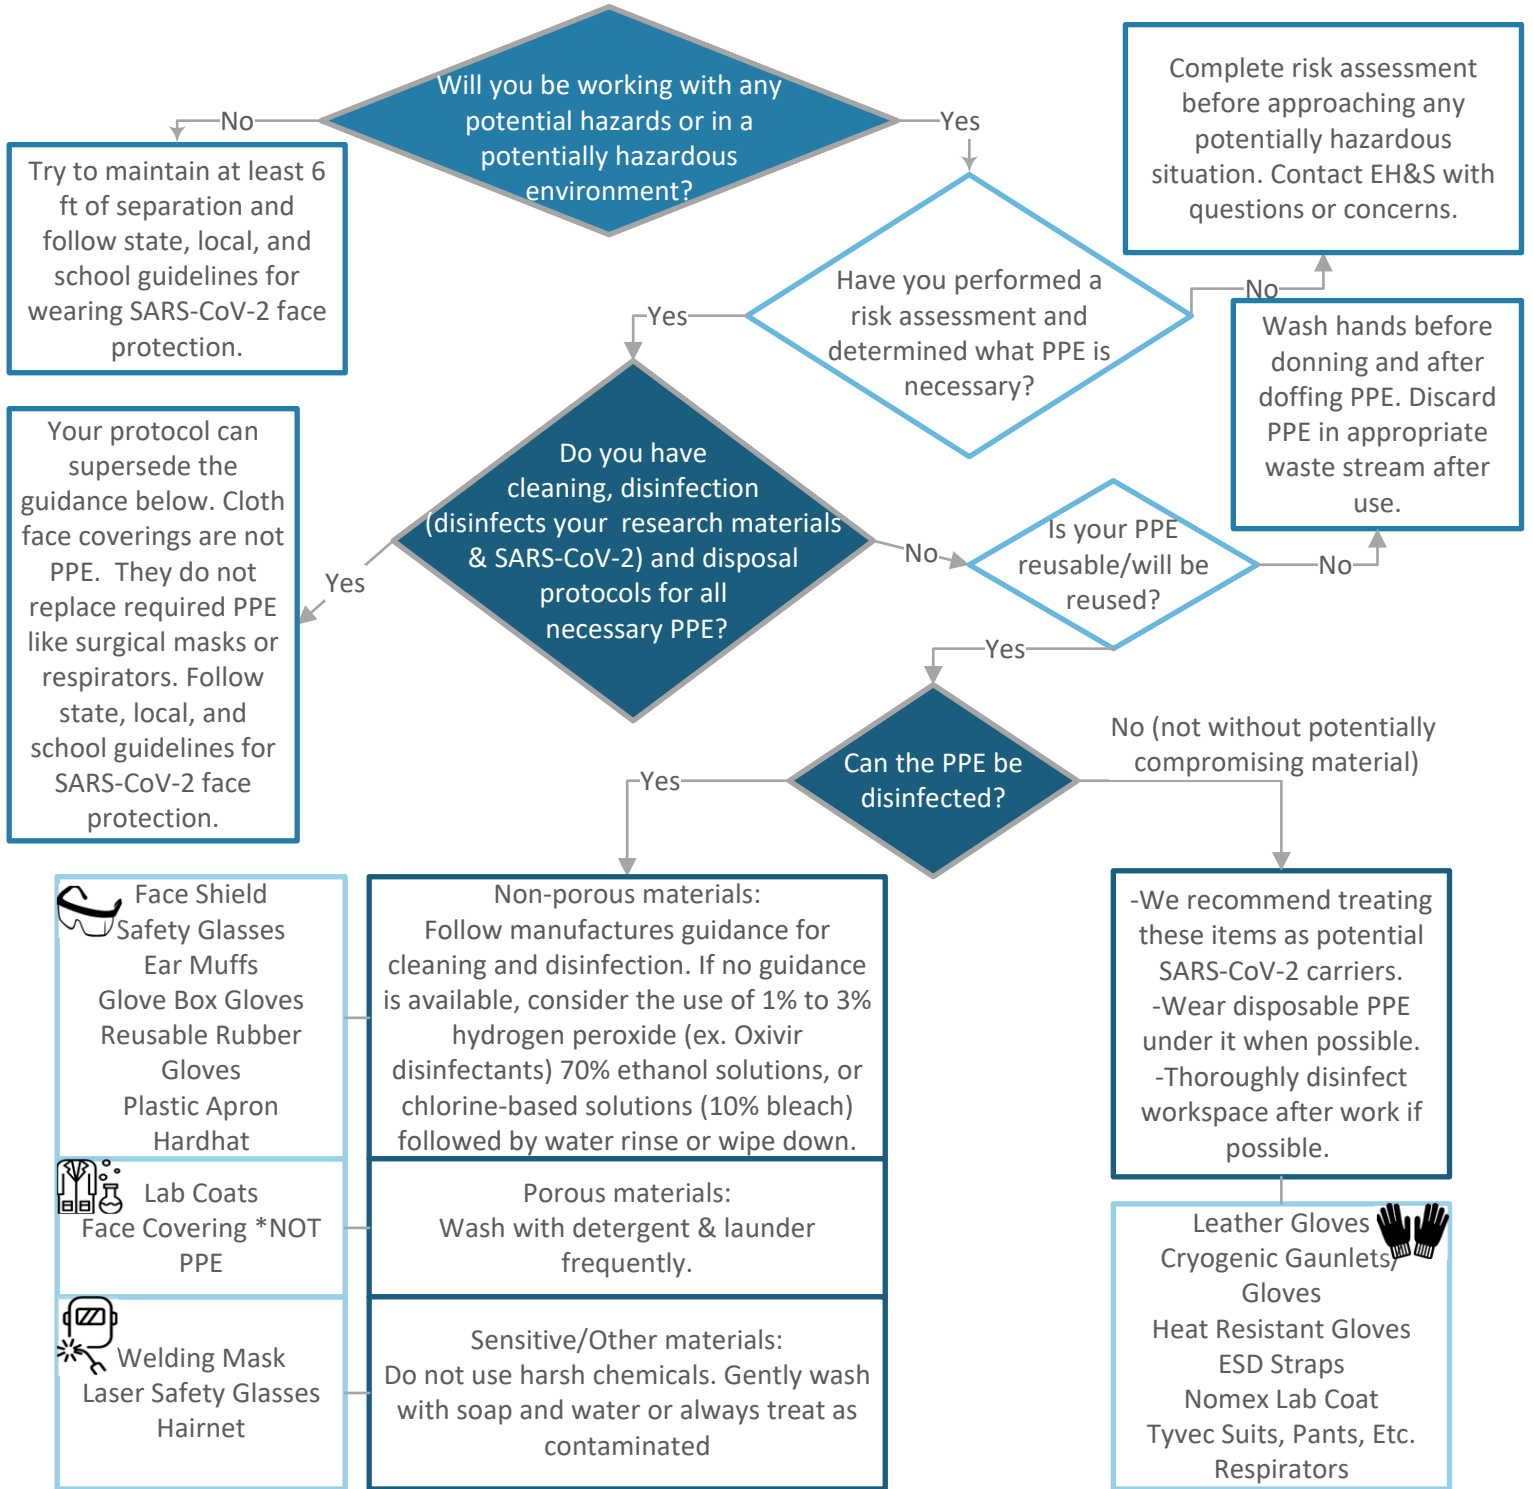 Will you be working with any
potential hazards or in a
potentially hazardous
environment?
No
Yes
Try to maintain at least 6
ft of separation and
follow state, local, and
school guidelines for
wearing SARS-CoV-2 face
protection.
Complete risk assessment
before approaching any
potentially hazardous
situation. Contact EH&S with
questions or concerns.
Have you performed a
risk assessment and
determined what PPE is
necessary?
No
Yes
Wash hands before
donning and after
doffing PPE. Discard
PPE in appropriate
waste stream after
use.
Your protocol can
supersede the
guidance below. Cloth
face coverings are not
PPE.  They do not
replace required PPE
like surgical masks or
respirators. Follow
state, local, and
school guidelines for
SARS-CoV-2 face
protection.
Do you have
cleaning, disinfection
(disinfects your  research materials
& SARS-CoV-2) and disposal
protocols for all
necessary PPE?
Yes
No
Is your PPE
reusable/will be
reused?
No
Yes
Can the PPE be
disinfected?
Yes
No (not without potentially
compromising material)
Face Shield
Safety Glasses
Ear Muffs
Glove Box Gloves
Reusable Rubber
Gloves
Plastic Apron
Hardhat
Non-porous materials:
Follow manufactures guidance for
cleaning and disinfection. If no guidance
is available, consider the use of 1% to 3%
hydrogen peroxide (ex. Oxivir
disinfectants) 70% ethanol solutions, or
chlorine-based solutions (10% bleach)
followed by water rinse or wipe down.
-We recommend treating
these items as potential
SARS-CoV-2 carriers.
-Wear disposable PPE
under it when possible.
-Thoroughly disinfect
workspace after work if
possible.
Lab Coats
Face Covering *NOT
PPE
Porous materials:
Wash with detergent & launder
frequently.
Welding Mask
Laser Safety Glasses
Hairnet
Sensitive/Other materials:
Do not use harsh chemicals. Gently wash
with soap and water or always treat as
contaminated
Leather Gloves
Cryogenic Gaunlets/
Gloves
Heat Resistant Gloves
ESD Straps
Nomex Lab Coat
Tyvec Suits, Pants, Etc.
Respirators